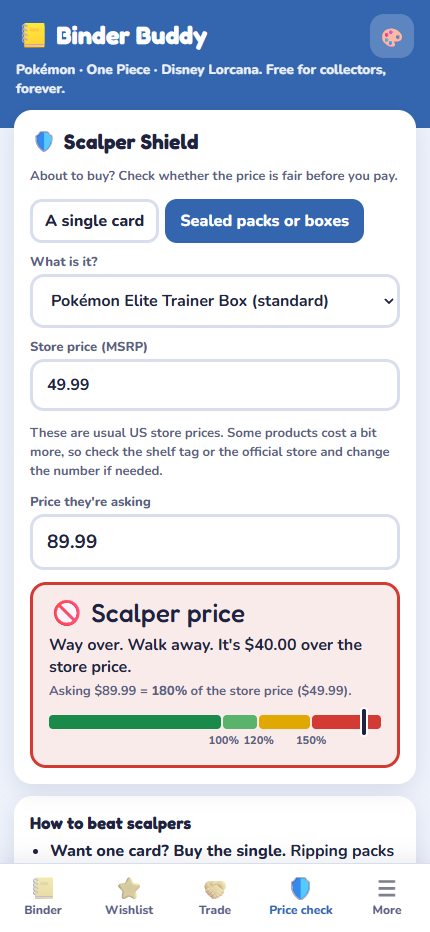 Binder Buddy
Pokémon · One Piece · Disney Lorcana. Free for collectors,
forever.
Scalper Shield
About to buy? Check whether the price is fair before you pay.
A single card
Sealed packs or boxes
What is it?
Pokémon Elite Trainer Box (standard)
Store price (MSRP)
49.99
These are usual US store prices. Some products cost a bit
more, so check the shelf tag or the official store and change
the number if needed.
Price they're asking
89.99
Scalper price
Way over. Walk away. It's $40.00 over the
store price.
Asking $89.99 = 180% of the store price ($49.99).
100% 120% 150%
How to beat scalpers
• Want one card? Buy the single. Ripping packs
Binder
Wishlist
Trade
Price check
More